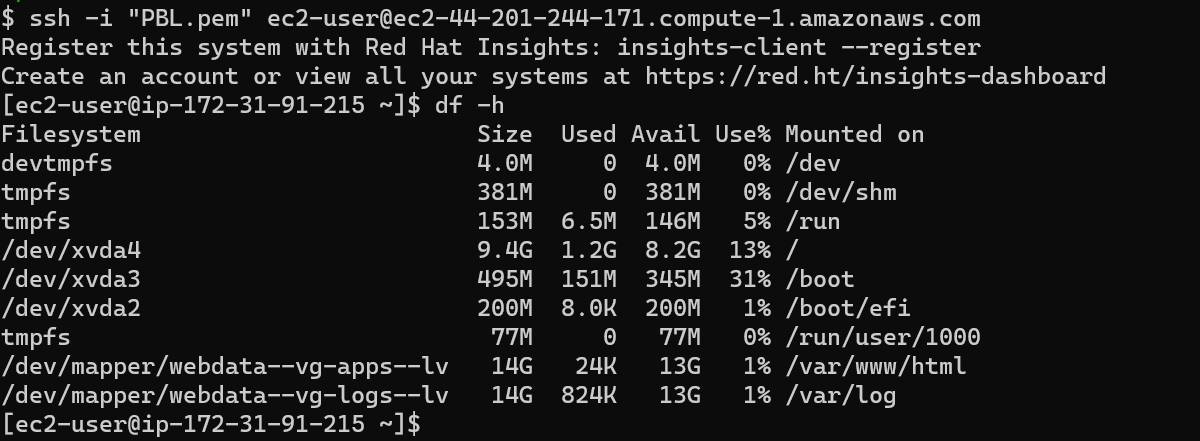 $ ssh -i "PBL.pem" ec2-user@ec2-44-201-244-171.compute-1.amazonaws.com
Register this system with Red Hat Insights: insights-client --register
Create an account or view all your systems at https://red.ht/insights-dashboard
[ec2-user@ip-172-31-91-215 ~]$ df -h
Filesystem                         Size  Used Avail Use% Mounted on
devtmpfs                           4.0M     0  4.0M   0% /dev
tmpfs                              381M     0  381M   0% /dev/shm
tmpfs                              153M  6.5M  146M   5% /run
/dev/xvda4                         9.4G  1.2G  8.2G  13% /
/dev/xvda3                         495M  151M  345M  31% /boot
/dev/xvda2                         200M  8.0K  200M   1% /boot/efi
tmpfs                               77M     0   77M   0% /run/user/1000
/dev/mapper/webdata--vg-apps--lv   14G   24K   13G   1% /var/www/html
/dev/mapper/webdata--vg-logs--lv   14G  824K   13G   1% /var/log
[ec2-user@ip-172-31-91-215 ~]$